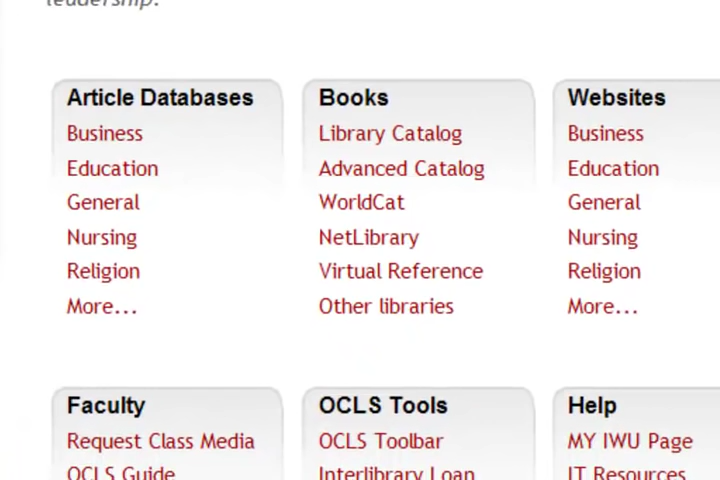 leadership.
Article Databases
Business
Education
General
Nursing
Religion
More...
Books
Library Catalog
Advanced Catalog
WorldCat
NetLibrary
Virtual Reference
Other libraries
Websites
Business
Education
General
Nursing
Religion
More...
Faculty
Request Class Media
OCLS Guide
OCLS Tools
OCLS Toolbar
Interlibrary Loan
Help
MY IWU Page
IT Resources